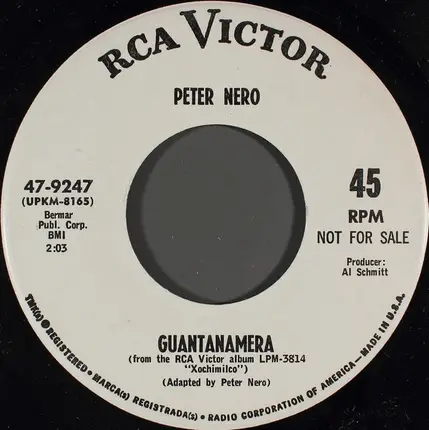 RCA VICTOR
PETER NERO
47-9247
(UPKM-8165)
Bermar
Publ. Corp.
BMI
2:03
45
RPM
NOT FOR SALE
Producer:
Al Schmitt
GUANTANAMERA
(from the RCA Victor album LPM-3814
"Xochimilco")
(Adapted by Peter Nero)
TMK(s) ® REGISTERED • MARCA(s) REGISTRADA(s) • RADIO CORPORATION OF AMERICA—MADE IN U.S.A.